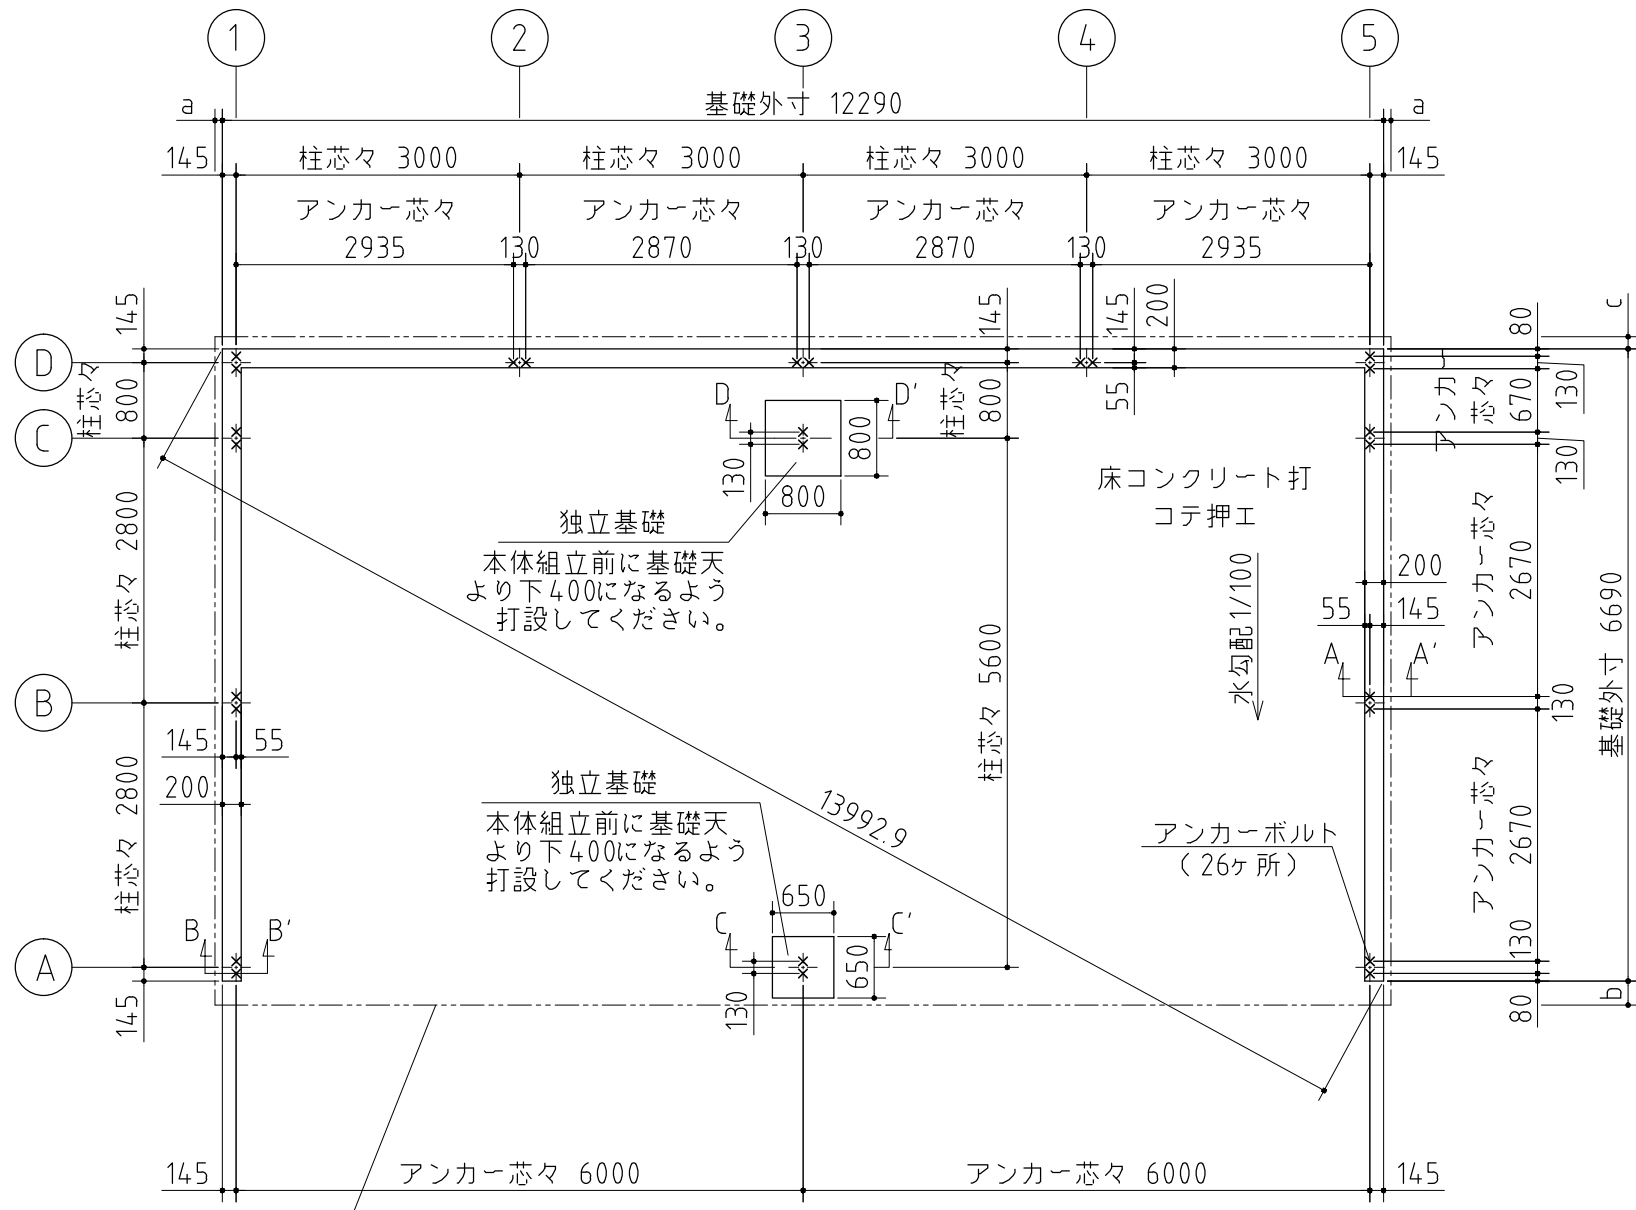 1 2 3 4 5
a 基礎外寸 12290 a
145 柱芯々 3000 柱芯々 3000 柱芯々 3000 柱芯々 3000 145
アンカー芯々 アンカー芯々 アンカー芯々 アンカー芯々
2935 130 2870 130 2870 130 2935
145 145 145 200 80 c
D
柱芯々 800 柱芯々 800 55 アンカー芯々 670 130
C
D D'
130 800 130
800
床コンクリート打
コテ押エ
独立基礎
本体組立前に基礎天
より下400になるよう
打設してください。
柱芯々 2800
水勾配1/100
200
アンカー芯々 2670
55 145
A A'
柱芯々 5600
基礎外寸 6690
B
130
145 55
200
柱芯々 2800
独立基礎
本体組立前に基礎天
より下400になるよう
打設してください。
13992.9
アンカーボルト
(26ヶ所)
アンカー芯々 2670
650
B B'
C C'
650
130
A
130
145
80
b
145 アンカー芯々 6000 アンカー芯々 6000 145